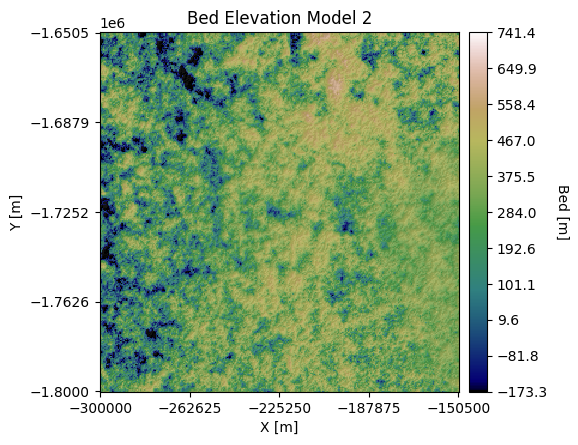 Bed Elevation Model 2
1e6
−1.6505
−1.6879
−1.7252
−1.7626
−1.8000
Y [m]
−300000 −262625 −225250 −187875 −150500
X [m]
741.4
649.9
558.4
467.0
375.5
284.0
192.6
101.1
9.6
−81.8
−173.3
Bed [m]